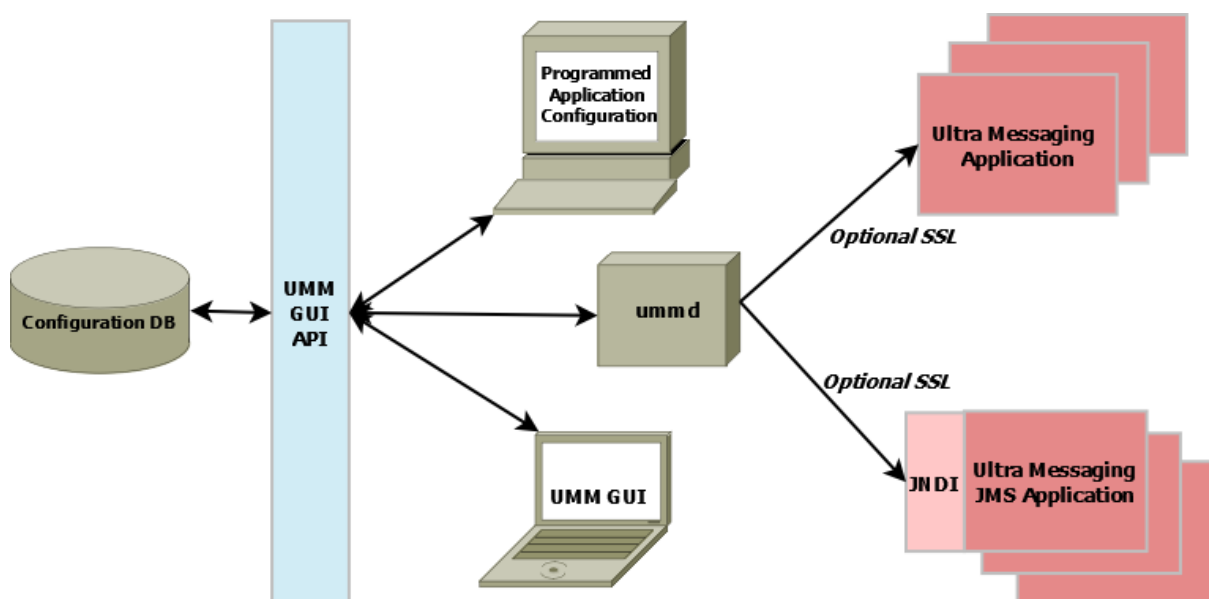 Configuration DB
UMM
GUI
API
Programmed
Application
Configuration
ummd
UMM GUI
Optional SSL
Optional SSL
Ultra Messaging
Application
JNDI
Ultra Messaging
JMS Application